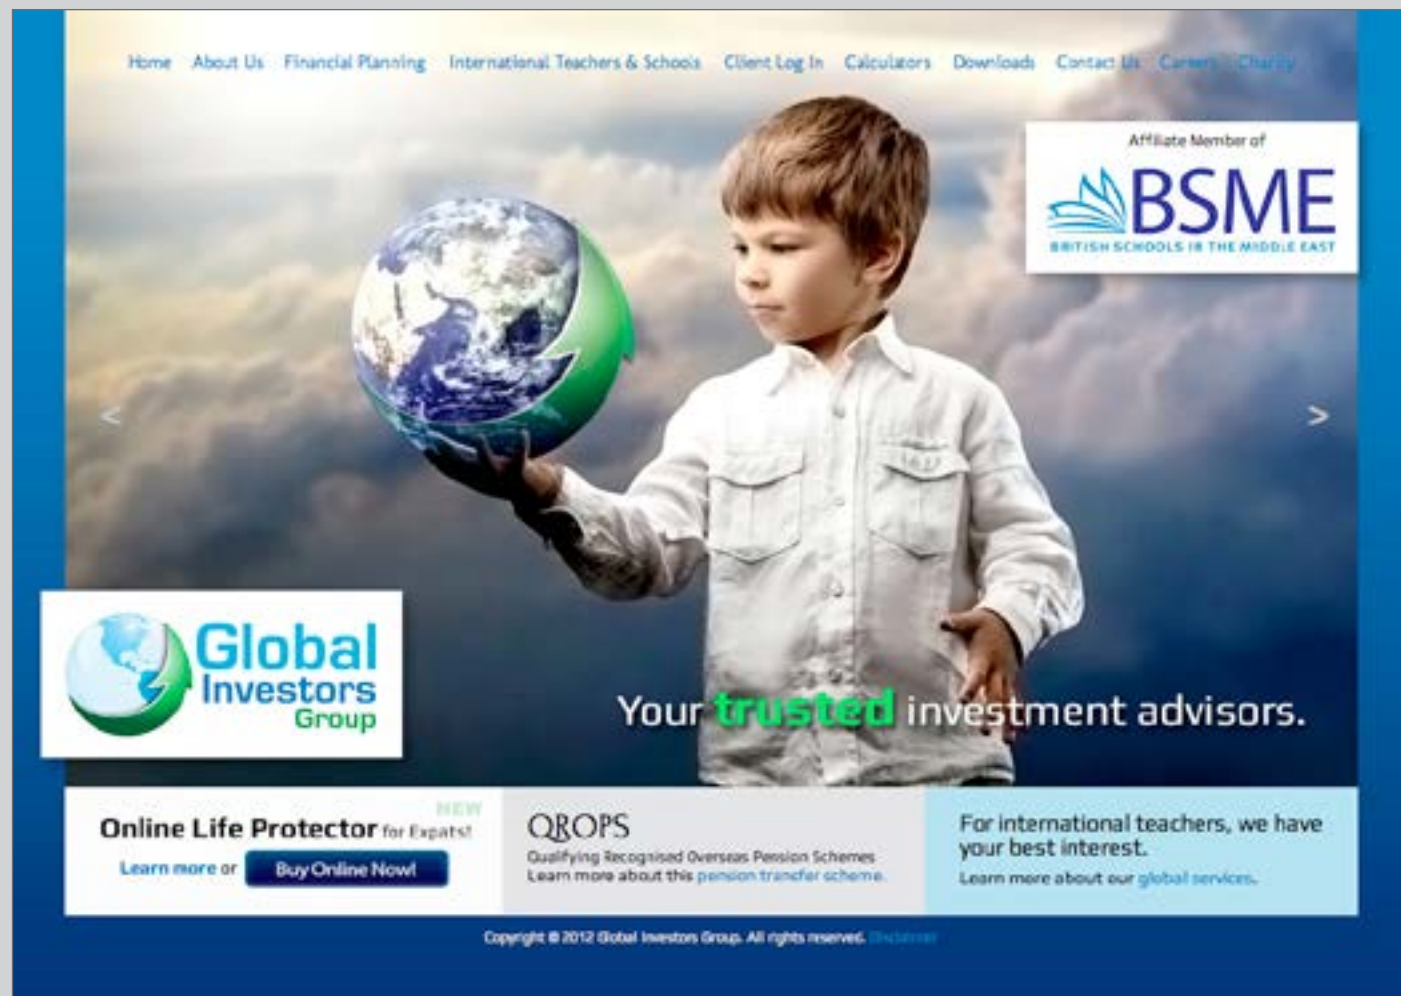 Home About Us Financial Planning International Teachers & Schools Client Log In Calculators Downloads Contact Us Careers Charity
Affiliate Member of
BSME
BRITISH SCHOOLS IN THE MIDDLE EAST
<
>
Global
Investors
Group
Your trusted investment advisors.
NEW
Online Life Protector for Expats!
Learn more or Buy Online Now!
QROPS
Qualifying Recognised Overseas Pension Schemes
Learn more about this pension transfer scheme.
For international teachers, we have
your best interest.
Learn more about our global services.
Copyright © 2012 Global Investors Group. All rights reserved. Disclaimer